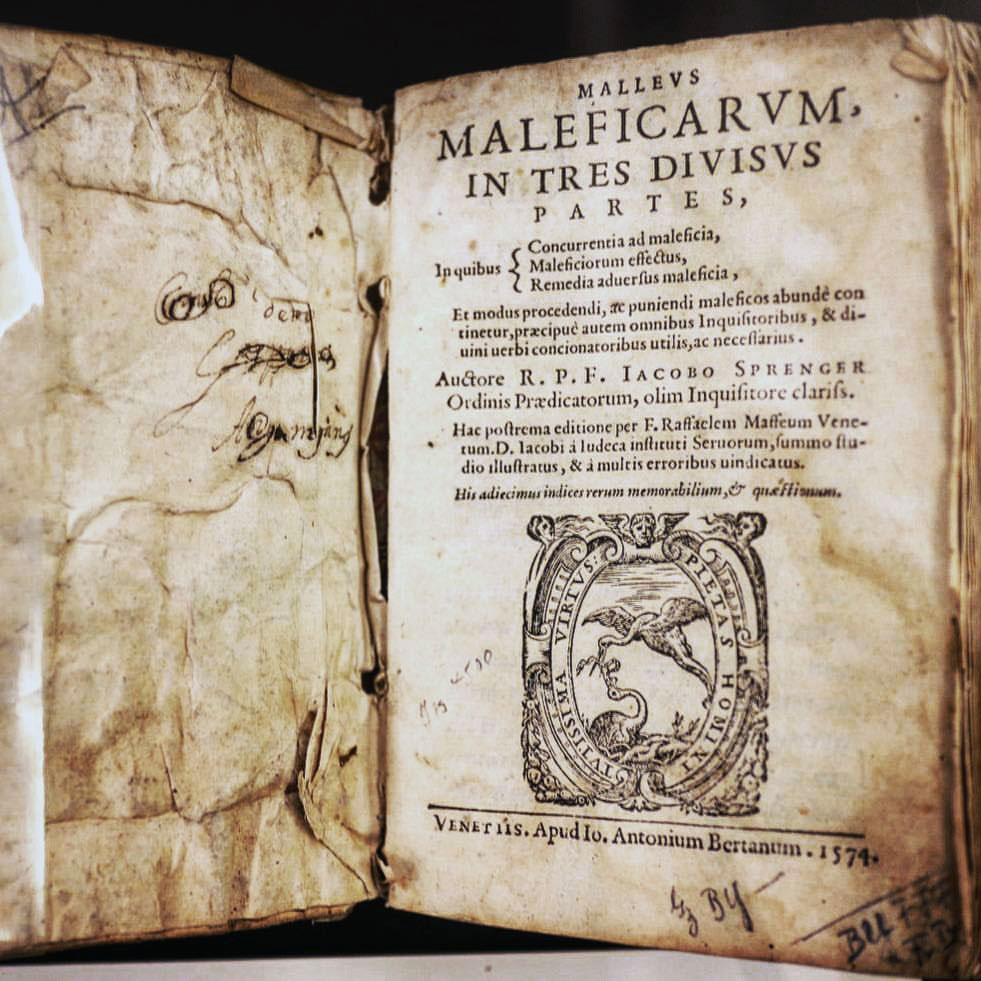 MALLEVS
MALEFICARVM,
IN TRES DIVISVS
PARTES,
In quibus
Concurrentia ad maleficia,
Maleficiorum effectus,
Remedia aduerſus maleficia,
Et modus procedendi, ac puniendi maleficos abundè con
tinetur, præcipuè autem omnibus Inquiſitoribus, & di-
uini uerbi concionatoribus utilis, ac neceſſarius.
Auctore R. P. F. IACOBO SPRENGER
Ordinis Prædicatorum, olim Inquiſitore clariſs.
Hac poſtrema editione per F. Raffaelem Maffeum Vene-
tum. D. Iacobi à Iudeca inſtituti Seruorum, ſummo ſtu-
dio illuſtratus, & à multis erroribus uindicatus.
His adiecimus indices rerum memorabilium, & quæſtionum.
PIETAS HOMINI
TVTISSIMA VIRTVS:
VENETIIS. Apud Io. Antonium Bertanum. 1574.
BY